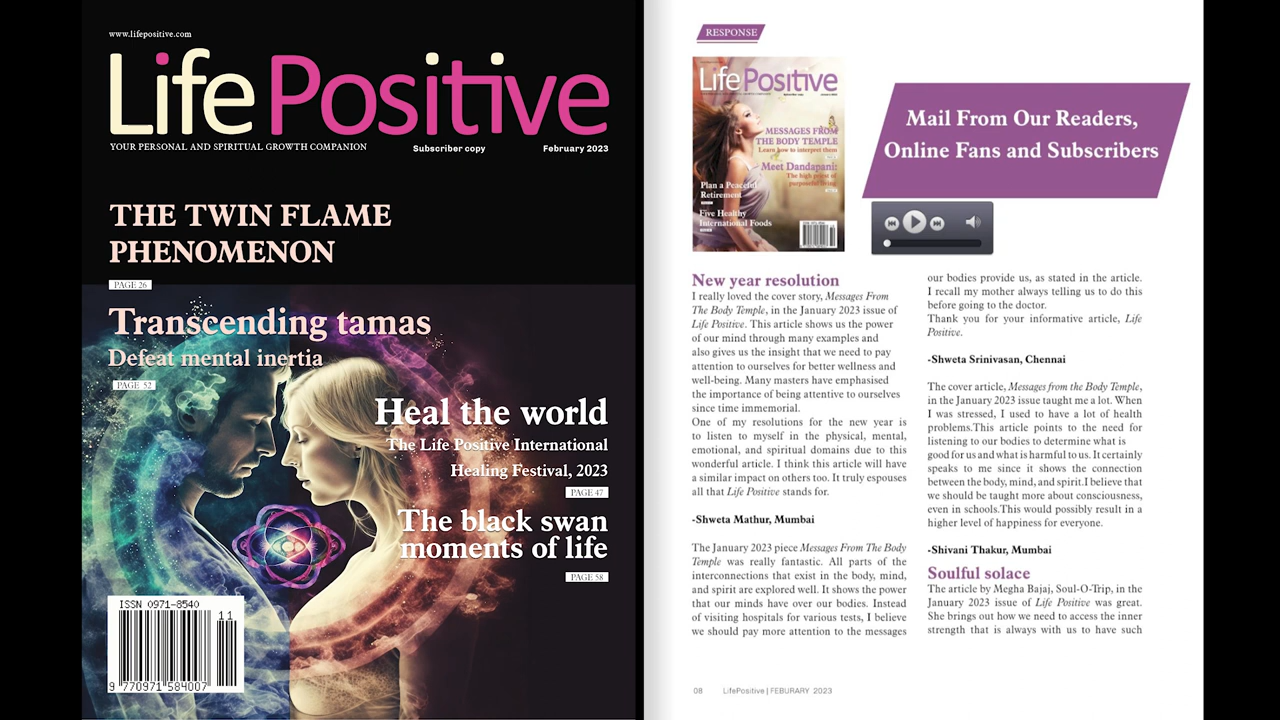 www.lifepositive.com
Life Positive
YOUR PERSONAL AND SPIRITUAL GROWTH COMPANION
Subscriber copy
February 2023
THE TWIN FLAME
PHENOMENON
PAGE 26
Transcending tamas
Defeat mental inertia
PAGE 52
Heal the world
The Life Positive International
Healing Festival, 2023
PAGE 47
The black swan
moments of life
PAGE 58
ISSN 0971-8540
11
9 770971 584007
RESPONSE
Life Positive
MESSAGES FROM
THE BODY TEMPLE
Learn how to interpret them
Meet Dandapani:
The high priest of
purposeful living
Plan a Peaceful
Retirement
Five Healthy
International Foods
Mail From Our Readers,
Online Fans and Subscribers
New year resolution
I really loved the cover story, Messages From
The Body Temple, in the January 2023 issue of
Life Positive. This article shows us the power
of our mind through many examples and
also gives us the insight that we need to pay
attention to ourselves for better wellness and
well-being. Many masters have emphasised
the importance of being attentive to ourselves
since time immemorial.
One of my resolutions for the new year is
to listen to myself in the physical, mental,
emotional, and spiritual domains due to this
wonderful article. I think this article will have
a similar impact on others too. It truly espouses
all that Life Positive stands for.
-Shweta Mathur, Mumbai
The January 2023 piece Messages From The Body
Temple was really fantastic. All parts of the
interconnections that exist in the body, mind,
and spirit are explored well. It shows the power
that our minds have over our bodies. Instead
of visiting hospitals for various tests, I believe
we should pay more attention to the messages
our bodies provide us, as stated in the article.
I recall my mother always telling us to do this
before going to the doctor.
Thank you for your informative article, Life
Positive.
-Shweta Srinivasan, Chennai
The cover article, Messages from the Body Temple,
in the January 2023 issue taught me a lot. When
I was stressed, I used to have a lot of health
problems.This article points to the need for
listening to our bodies to determine what is
good for us and what is harmful to us. It certainly
speaks to me since it shows the connection
between the body, mind, and spirit.I believe that
we should be taught more about consciousness,
even in schools.This would possibly result in a
higher level of happiness for everyone.
-Shivani Thakur, Mumbai
Soulful solace
The article by Megha Bajaj, Soul-O-Trip, in the
January 2023 issue of Life Positive was great.
She brings out how we need to access the inner
strength that is always with us to have such
08 LifePositive | FEBURARY 2023